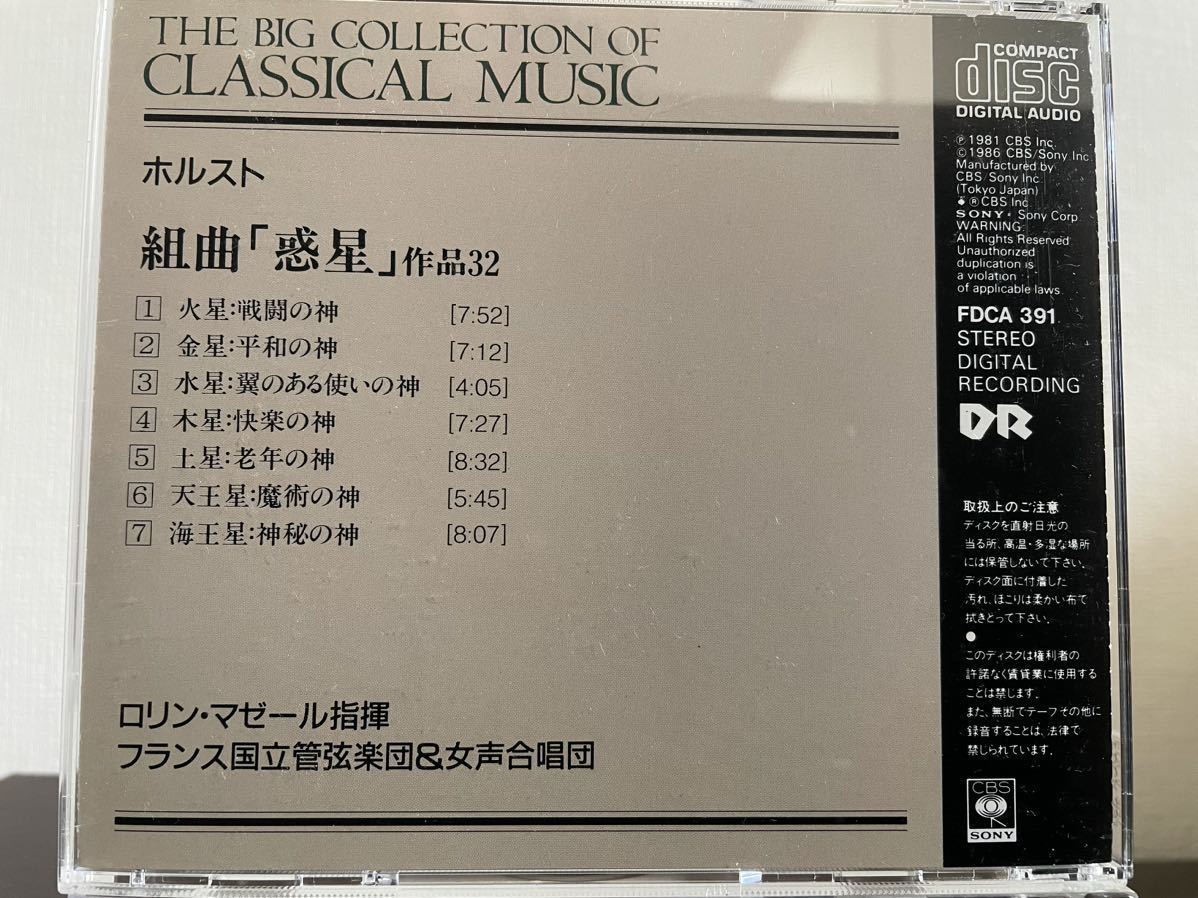 THE BIG COLLECTION OF
CLASSICAL MUSIC
ホルスト
組曲「惑星」作品32
1 火星:戦闘の神 [7:52]
2 金星:平和の神 [7:12]
3 水星:翼のある使いの神 [4:05]
4 木星:快楽の神 [7:27]
5 土星:老年の神 [8:32]
6 天王星:魔術の神 [5:45]
7 海王星:神秘の神 [8:07]
ロリン・マゼール指揮
フランス国立管弦楽団&女声合唱団
COMPACT
disc
DIGITAL AUDIO
Ⓟ1981 CBS Inc.
©1986 CBS/Sony Inc.
Manufactured by
CBS/Sony Inc.
(Tokyo Japan)
®CBS Inc.
SONY・Sony Corp.
WARNING:
All Rights Reserved
Unauthorized
duplication is
a violation
of applicable laws.
FDCA 391
STEREO
DIGITAL
RECORDING
DR
取扱上のご注意
ディスクを直射日光の
当る所、高温・多湿な場所
には保管しないで下さい。
ディスク面に付着した
汚れ、ほこりは柔かい布で
拭きとって下さい。
●
このディスクは権利者の
許諾なく賃貸業に使用する
ことは禁じます。
また、無断でテープその他に
録音することは、法律で
禁じられています。
CBS
SONY